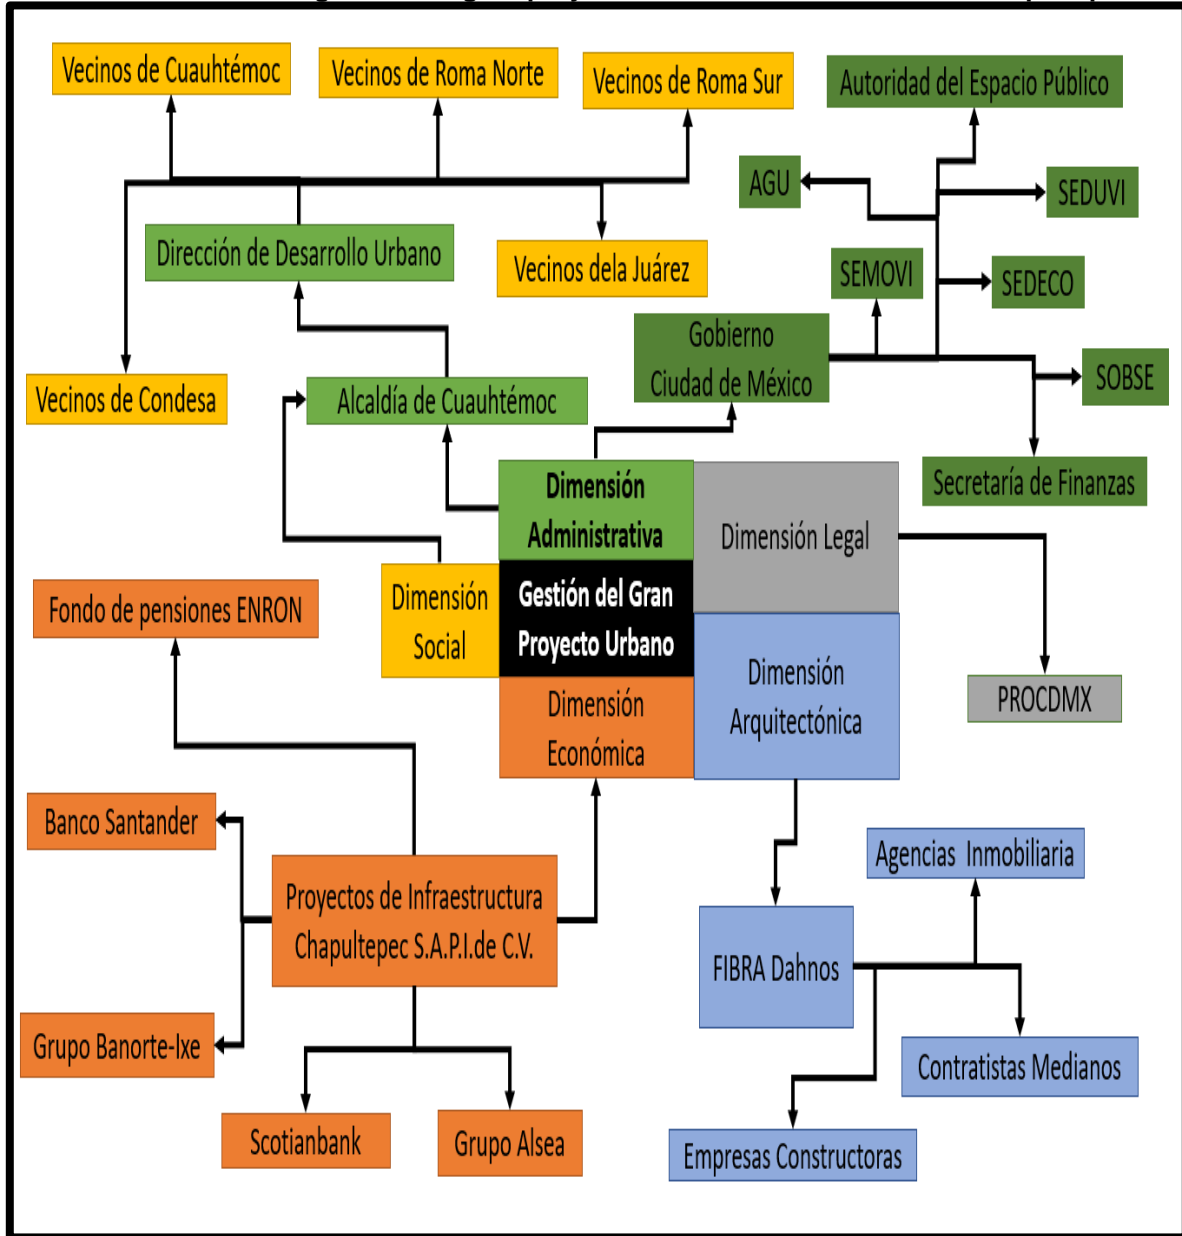 Vecinos de Cuauhtémoc
Vecinos de Roma Norte
Vecinos de Roma Sur
Autoridad del Espacio Público
AGU
SEDUVI
Dirección de Desarrollo Urbano
Vecinos dela Juárez
SEMOVI
SEDECO
Gobierno
Ciudad de México
Vecinos de Condesa
Alcaldía de Cuauhtémoc
SOBSE
Secretaría de Finanzas
Dimensión
Administrativa
Dimensión Legal
Fondo de pensiones ENRON
Dimensión
Social
Gestión del Gran
Proyecto Urbano
Dimensión
Arquitectónica
PROCDMX
Dimensión
Económica
Banco Santander
Agencias Inmobiliaria
Proyectos de Infraestructura
Chapultepec S.A.P.I.de C.V.
FIBRA Dahnos
Grupo Banorte-Ixe
Contratistas Medianos
Scotianbank
Grupo Alsea
Empresas Constructoras